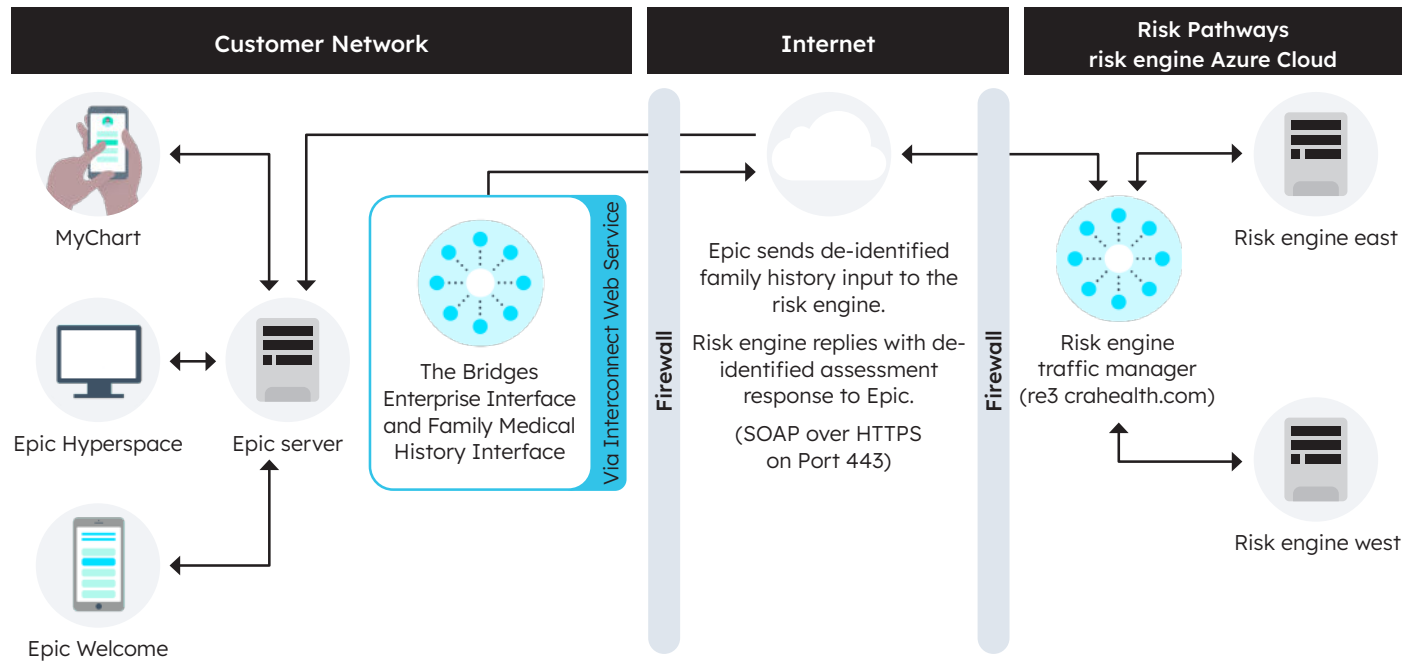 Customer Network
Internet
Risk Pathways
risk engine Azure Cloud
MyChart
Epic Hyperspace
Epic server
Epic Welcome
The Bridges
Enterprise Interface
and Family Medical
History Interface
Via Interconnect Web Service
Firewall
Epic sends de-identified
family history input to the
risk engine.
Risk engine replies with de-
identified assessment
response to Epic.
(SOAP over HTTPS
on Port 443)
Firewall
Risk engine
traffic manager
(re3 crahealth.com)
Risk engine east
Risk engine west